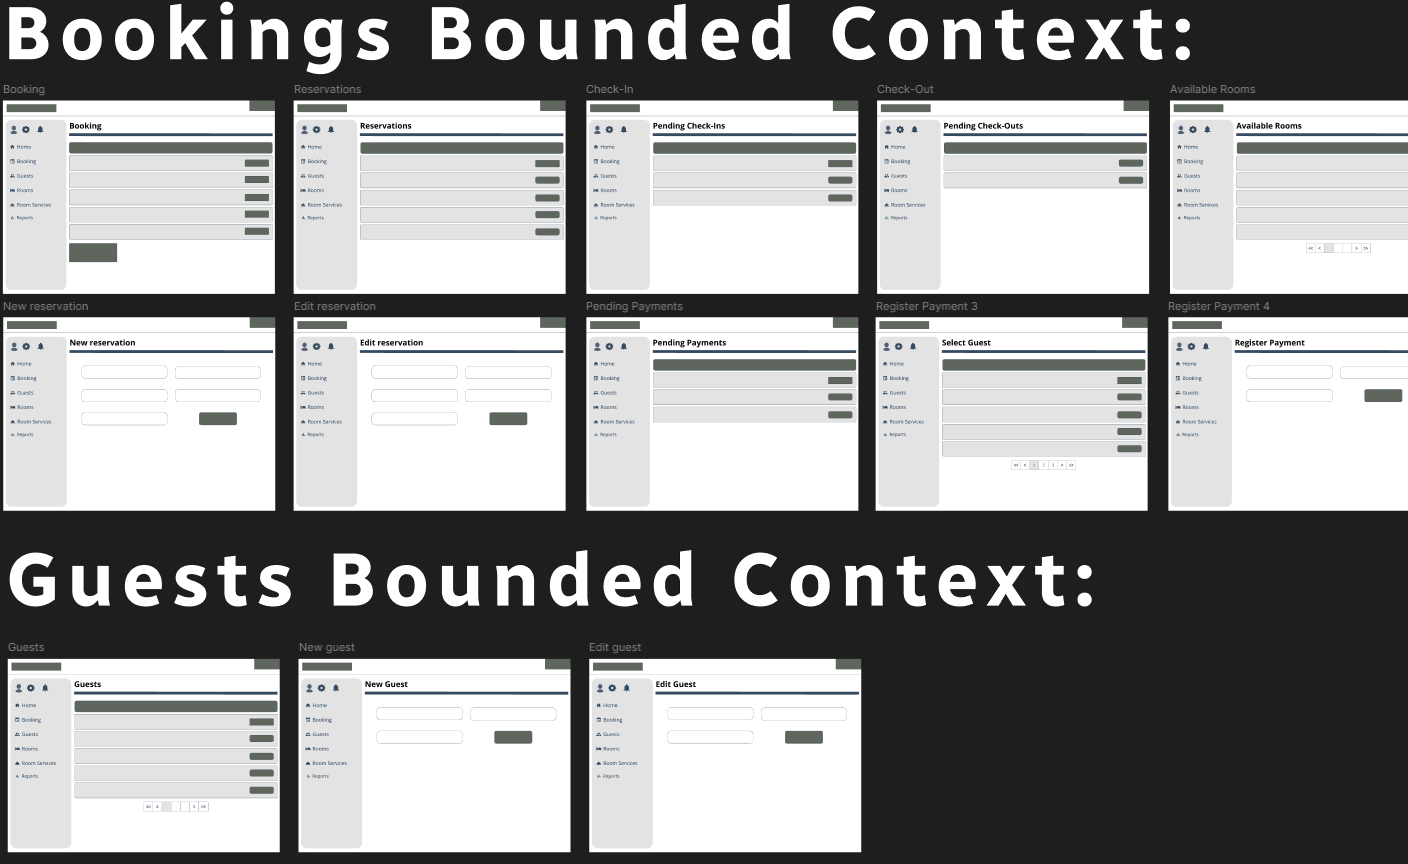 Bookings Bounded Context:
Booking
Reservations
Check-In
Check-Out
Available Rooms
Booking
Home
Booking
Guests
Rooms
Room Services
Reports
Reservations
Home
Booking
Guests
Rooms
Room Services
Reports
Pending Check-Ins
Home
Booking
Guests
Rooms
Room Services
Reports
Pending Check-Outs
Home
Booking
Guests
Rooms
Room Services
Reports
Available Rooms
Home
Booking
Guests
Rooms
Room Services
Reports
<< < > >>
New reservation
Edit reservation
Pending Payments
Register Payment 3
Register Payment 4
New reservation
Home
Booking
Guests
Rooms
Room Services
Reports
Edit reservation
Home
Booking
Guests
Rooms
Room Services
Reports
Pending Payments
Home
Booking
Guests
Rooms
Room Services
Reports
Select Guest
Home
Booking
Guests
Rooms
Room Services
Reports
<< < 1 2 3 > >>
Register Payment
Home
Booking
Guests
Rooms
Room Services
Reports
Guests Bounded Context:
Guests
New guest
Edit guest
Guests
Home
Booking
Guests
Rooms
Room Services
Reports
<< < > >>
New Guest
Home
Booking
Guests
Rooms
Room Services
Reports
Edit Guest
Home
Booking
Guests
Rooms
Room Services
Reports